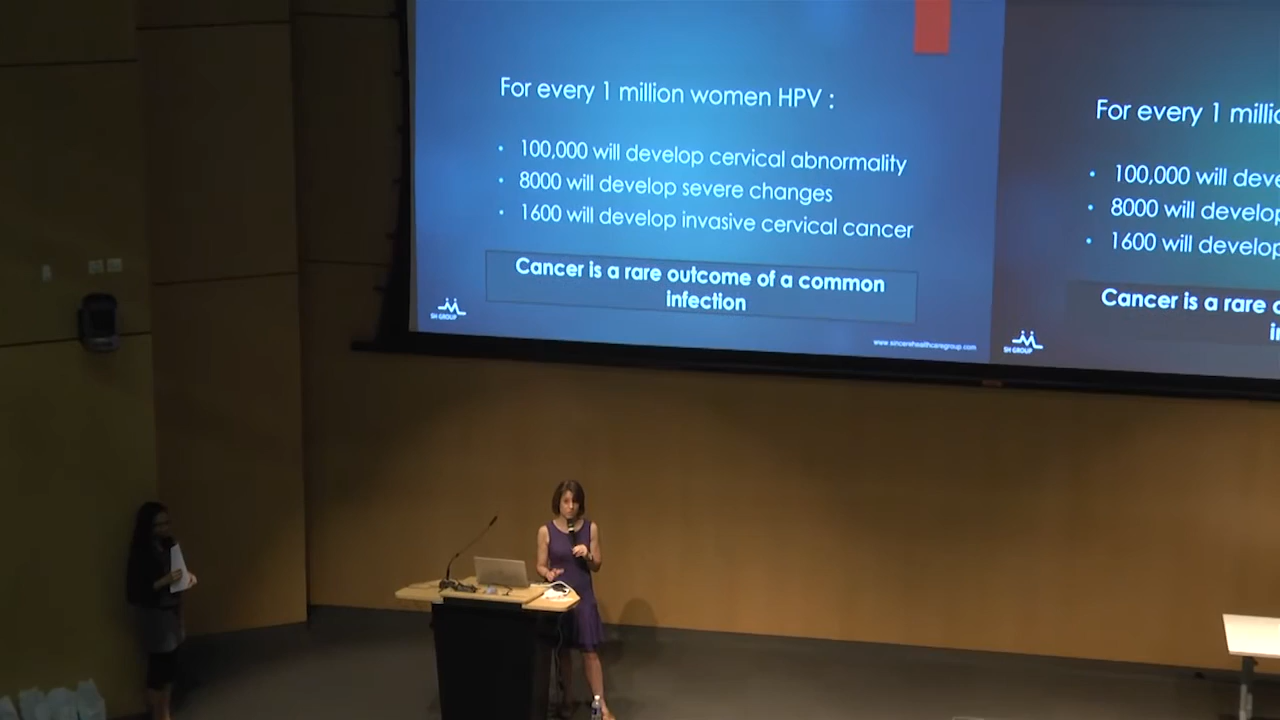 For every 1 million women HPV :
• 100,000 will develop cervical abnormality
• 8000 will develop severe changes
• 1600 will develop invasive cervical cancer
Cancer is a rare outcome of a common
infection
SH GROUP
www.sincerehealthcaregroup.com
For every 1 millio
• 100,000 will deve
• 8000 will develop
• 1600 will develop
Cancer is a rare o
SH GROUP